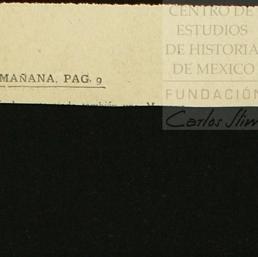 CENTRO DE
ESTUDIOS
DE HISTORIA
DE MEXICO
MAÑANA, PAG. 9
FUNDACIÓN
Carlos Slim